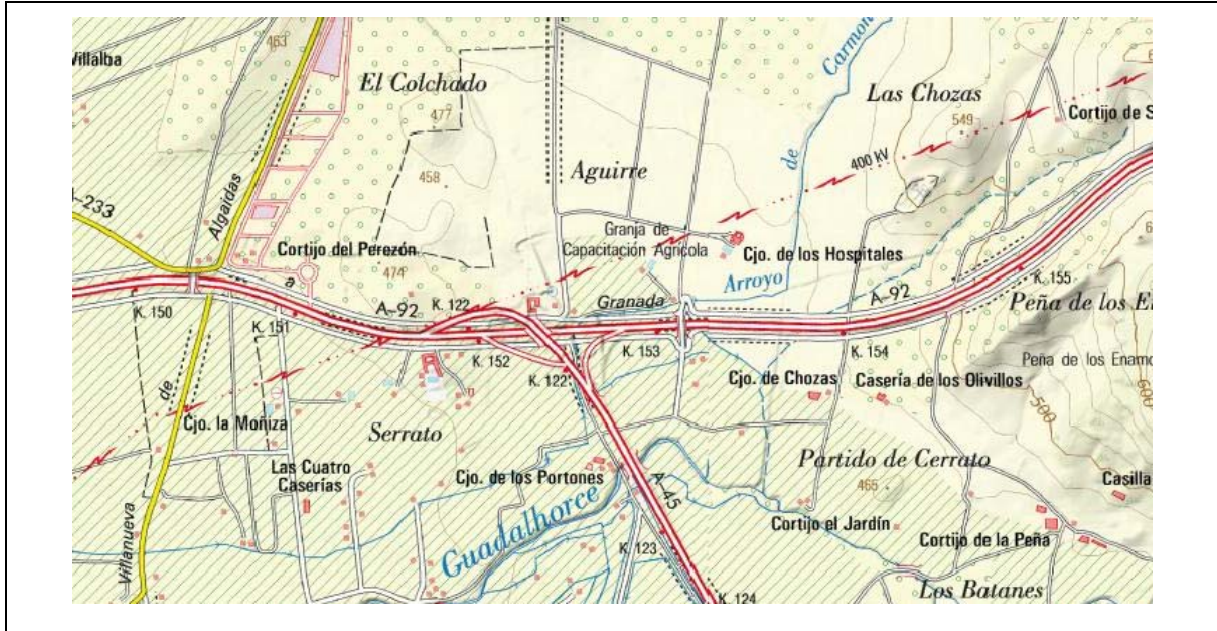 463
Villalba
El Colchado
477
458
Carmon
de
Arroyo
Las Chozas
549
Cortijo de S
400 kV
Aguirre
A-233
Algaidas
de
Villanueva
Cortijo del Perezón
474
a
Granja de
Capacitación Agrícola
Cjo. de los Hospitales
Granada
K. 150
K. 151
A-92
K. 122
K. 152
K. 122
K. 153
A-92
K. 154
K. 155
Peña de los E
Peña de los Enamo
500
600
Cjo. de Chozas
Casería de los Olivillos
Cjo. la Moñiza
Serrato
Las Cuatro
Caserías
Cjo. de los Portones
Guadalhorce
A-45
Partido de Cerrato
465
Casilla
Cortijo el Jardín
Cortijo de la Peña
K. 123
K. 124
Los Batanes